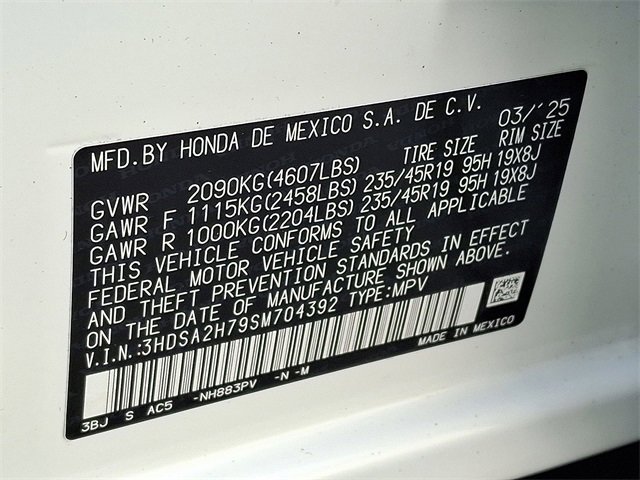 MFD.BY HONDA DE MEXICO S.A. DE C.V. 03/'25
TIRE SIZE RIM SIZE
GVWR 2090KG(4607LBS)
GAWR F 1115KG(2458LBS) 235/45R19 95H 19X8J
GAWR R 1000KG(2204LBS) 235/45R19 95H 19X8J
THIS VEHICLE CONFORMS TO ALL APPLICABLE
FEDERAL MOTOR VEHICLE SAFETY
AND THEFT PREVENTION STANDARDS IN EFFECT
ON THE DATE OF MANUFACTURE SHOWN ABOVE.
V.I.N.:3HDSA2H79SM704392 TYPE:MPV
MADE IN MEXICO
3BJ S AC5 -NH883PV -N -M